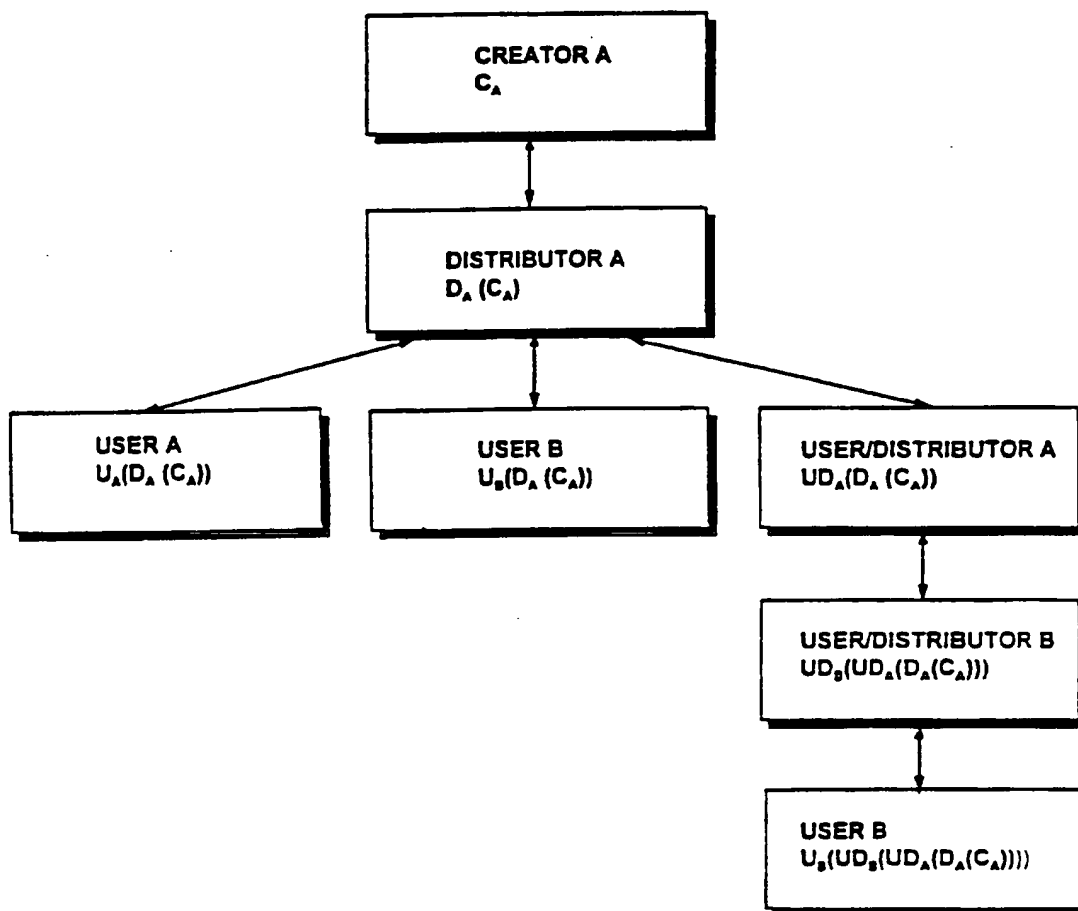 CREATOR A
C_A
DISTRIBUTOR A
D_A (C_A)
USER A
U_A(D_A (C_A))
USER B
U_B(D_A (C_A))
USER/DISTRIBUTOR A
UD_A(D_A (C_A))
USER/DISTRIBUTOR B
UD_B(UD_A(D_A(C_A)))
USER B
U_B(UD_B(UD_A(D_A(C_A))))